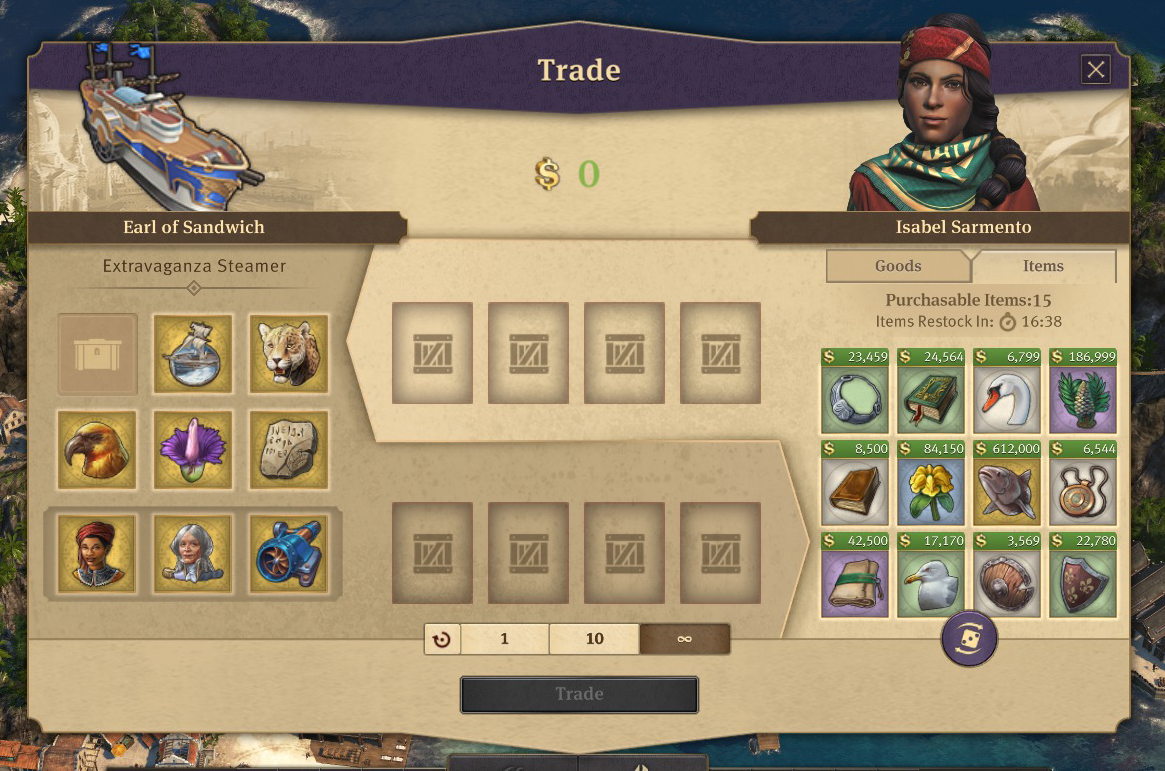 Trade
$ 0
Earl of Sandwich
Isabel Sarmento
Extravaganza Steamer
Goods
Items
Purchasable Items:15
Items Restock In: 16:38
$ 23,459 $ 24,564 $ 6,799 $ 186,999
$ 8,500 $ 84,150 $ 612,000 $ 6,544
$ 42,500 $ 17,170 $ 3,569 $ 22,780
1 10 ∞
Trade